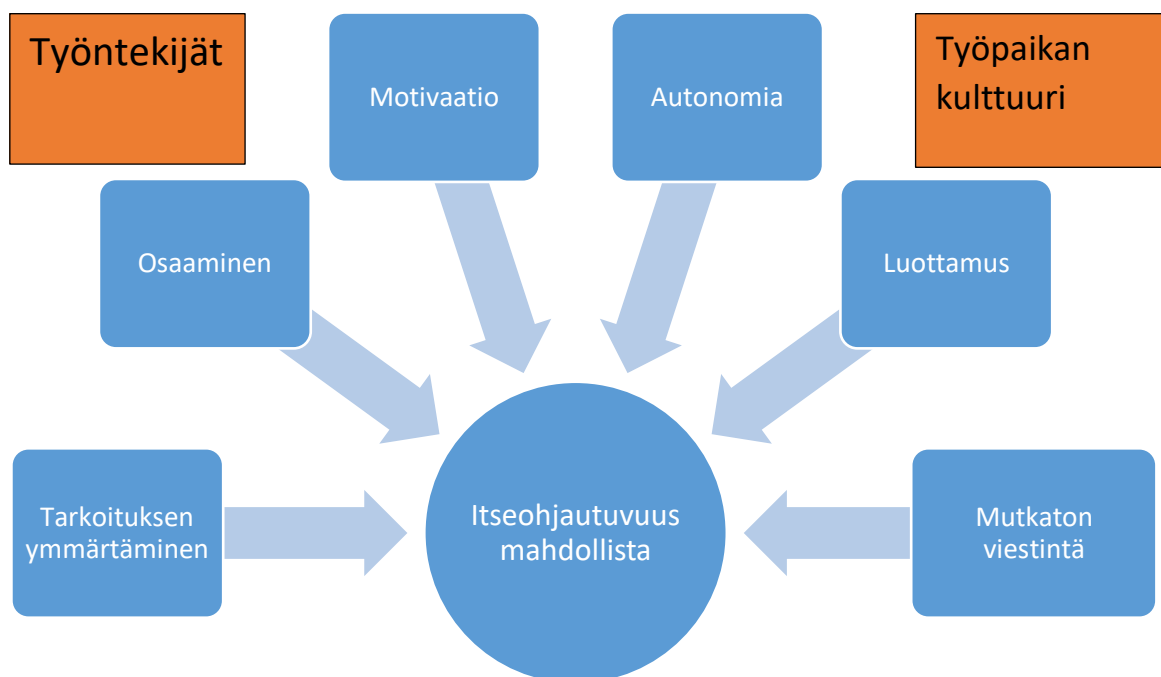 Työntekijät
Motivaatio
Autonomia
Työpaikan
kulttuuri
Osaaminen
Luottamus
Tarkoituksen
ymmärtäminen
Itseohjautuvuus
mahdollista
Mutkaton
viestintä